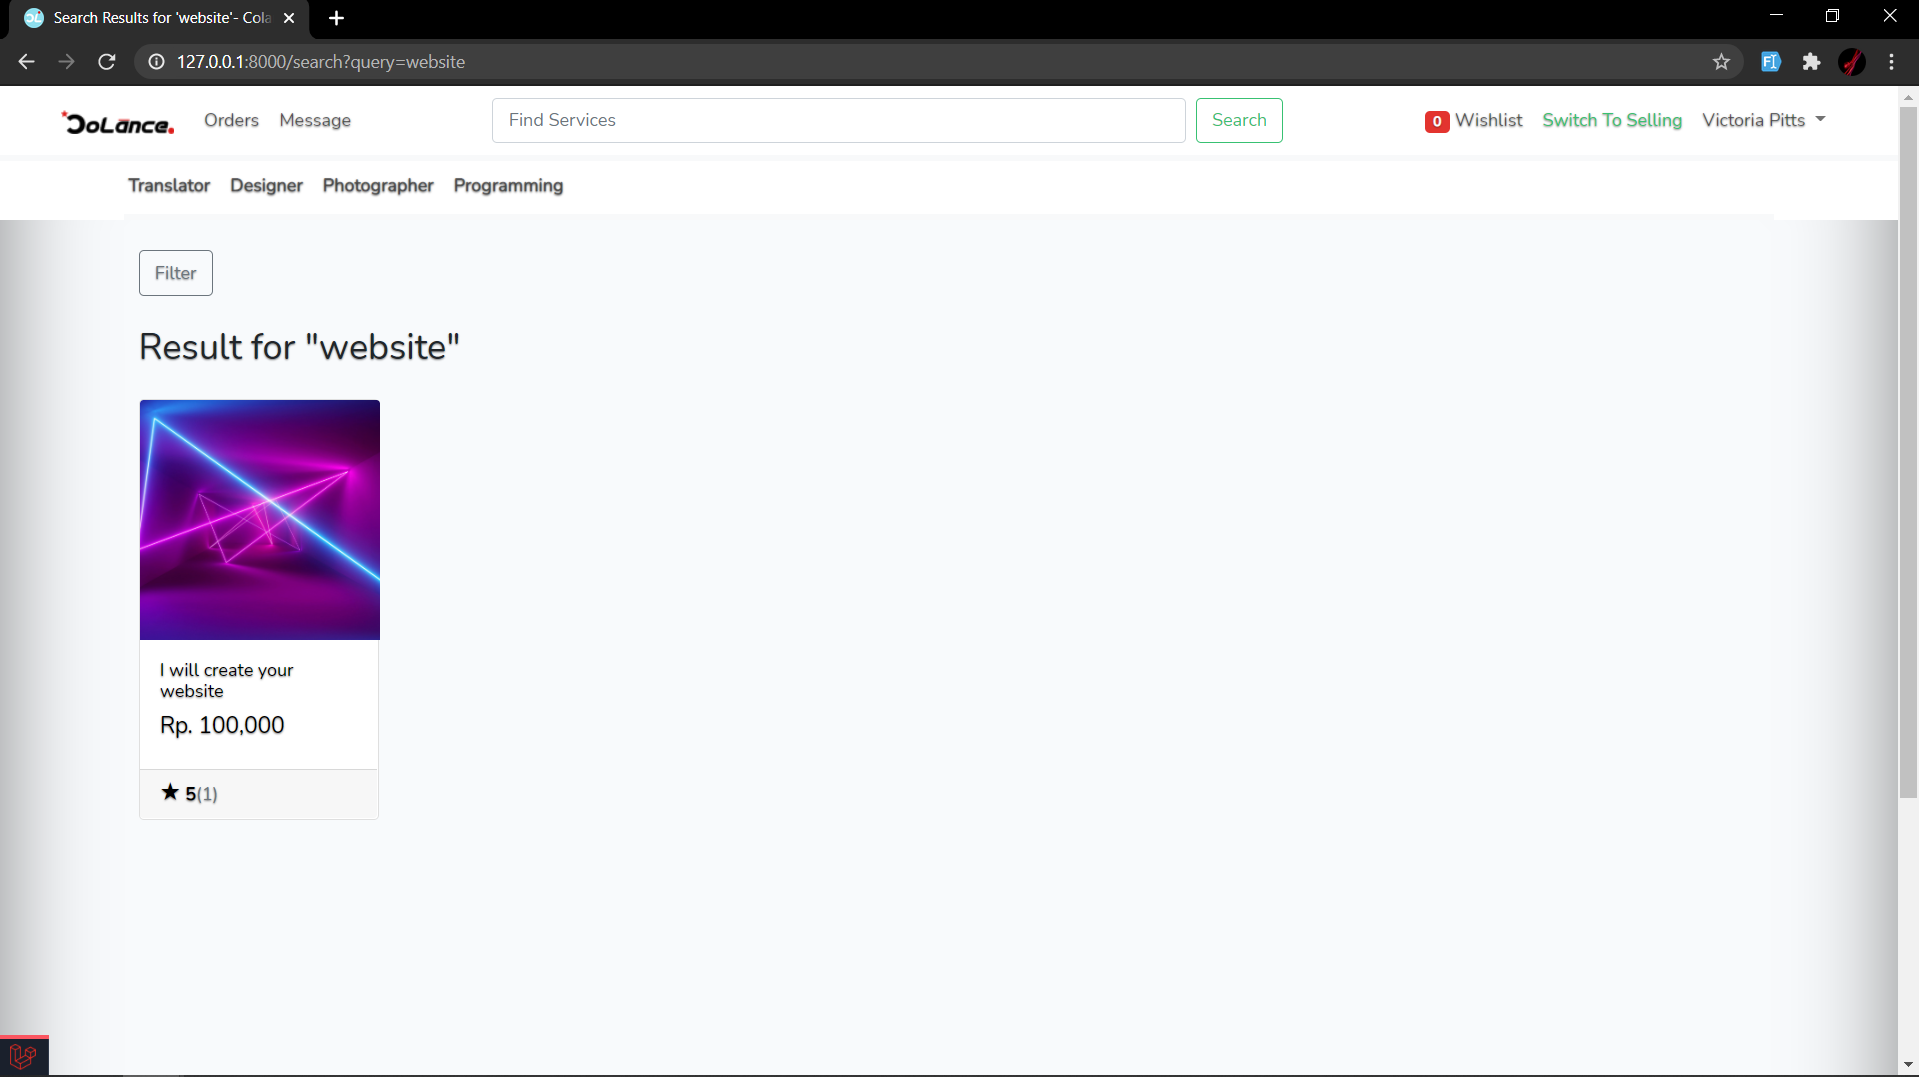 Search Results for 'website'- Cola
127.0.0.1:8000/search?query=website
CoLance.
Orders Message
Find Services
Search
0 Wishlist Switch To Selling Victoria Pitts
Translator Designer Photographer Programming
Filter
Result for "website"
I will create your
website
Rp. 100,000
★ 5(1)